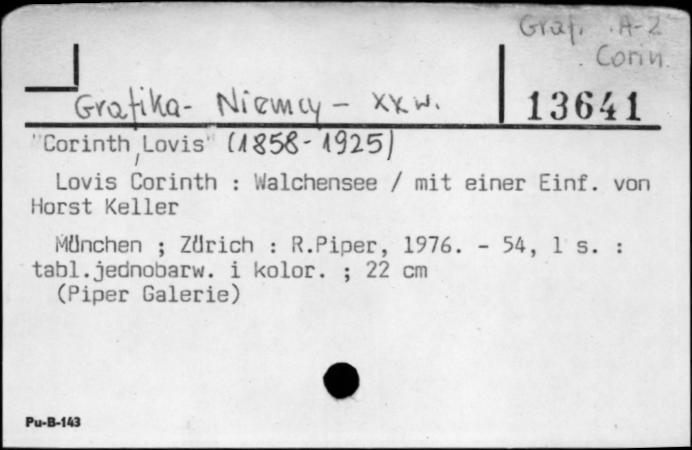 Graf. A-Z
Corin.
Grafika - Niemcy - XX w.
13641
"Corinth, Lovis" (1858-1925)
Lovis Corinth : Walchensee / mit einer Einf. von
Horst Keller
München ; Zürich : R.Piper, 1976. - 54, 1 s. :
tabl.jednobarw. i kolor. ; 22 cm
(Piper Galerie)
Pu-B-143